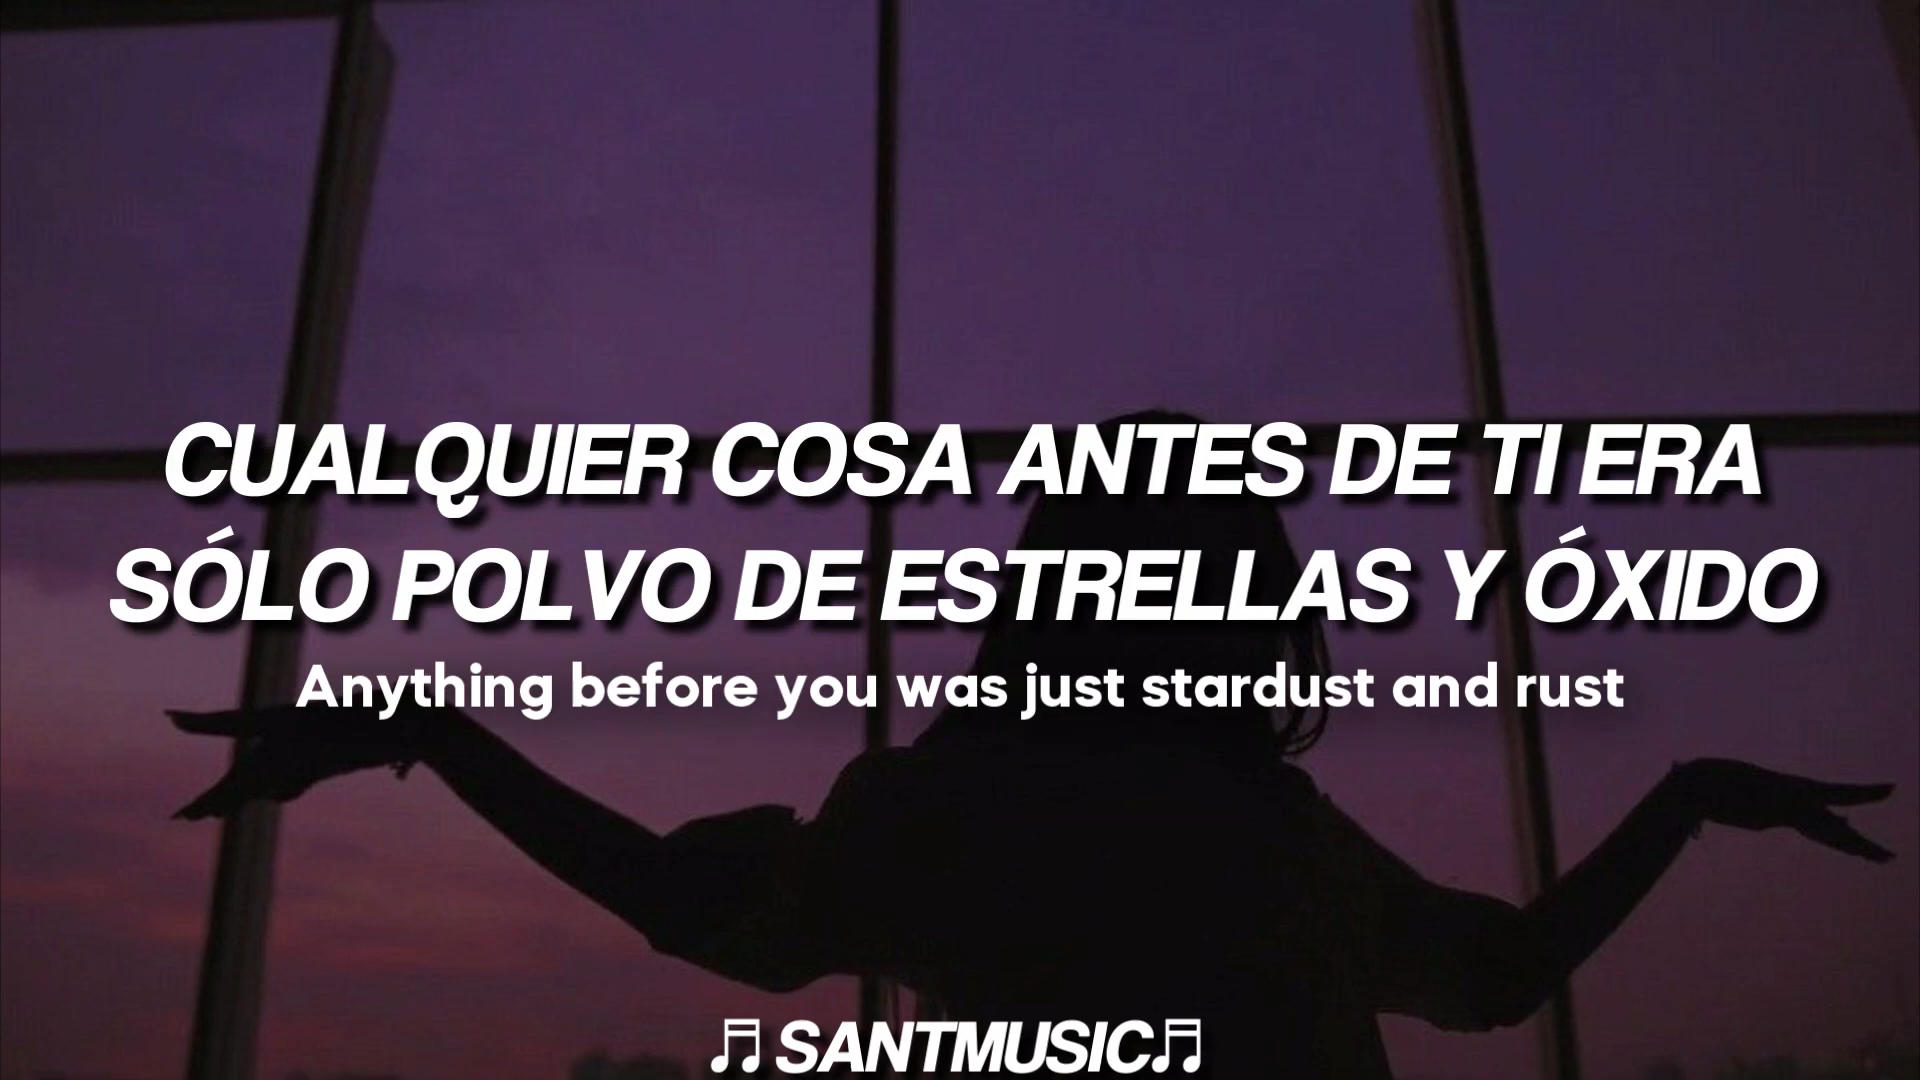 CUALQUIER COSA ANTES DE TI ERA
SÓLO POLVO DE ESTRELLAS Y ÓXIDO
Anything before you was just stardust and rust
♬ SANTMUSIC♬